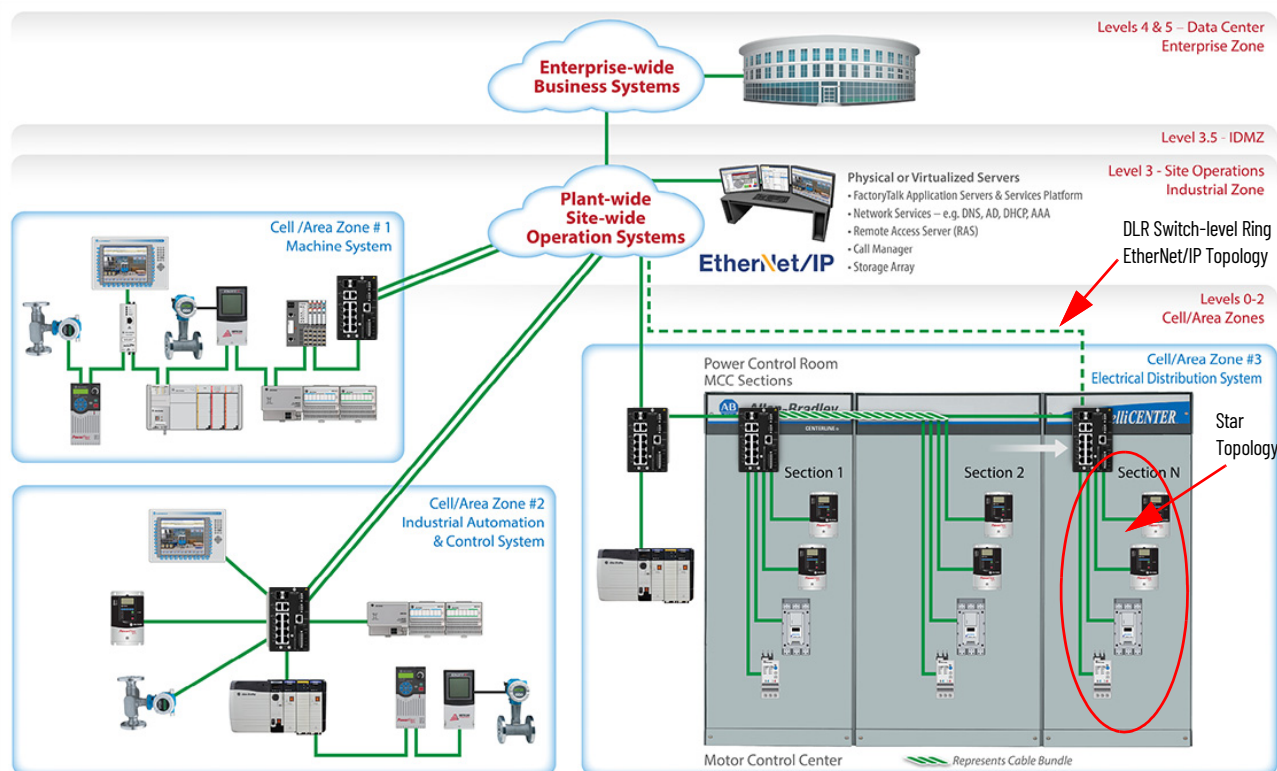 Levels 4 & 5 – Data Center
Enterprise Zone
Enterprise-wide
Business Systems
Level 3.5 - IDMZ
Level 3 - Site Operations
Industrial Zone
Plant-wide
Site-wide
Operation Systems
Physical or Virtualized Servers
• FactoryTalk Application Servers & Services Platform
• Network Services – e.g. DNS, AD, DHCP, AAA
• Remote Access Server (RAS)
• Call Manager
• Storage Array
EtherNet/IP
DLR Switch-level Ring
EtherNet/IP Topology
Levels 0-2
Cell/Area Zones
Cell /Area Zone # 1
Machine System
Cell/Area Zone #2
Industrial Automation
& Control System
Cell/Area Zone #3
Electrical Distribution System
Power Control Room
MCC Sections
AB Allen-Bradley
CENTERLINE
elliCENTER
Star
Topology
Section 1
Section 2
Section N
Motor Control Center
Represents Cable Bundle